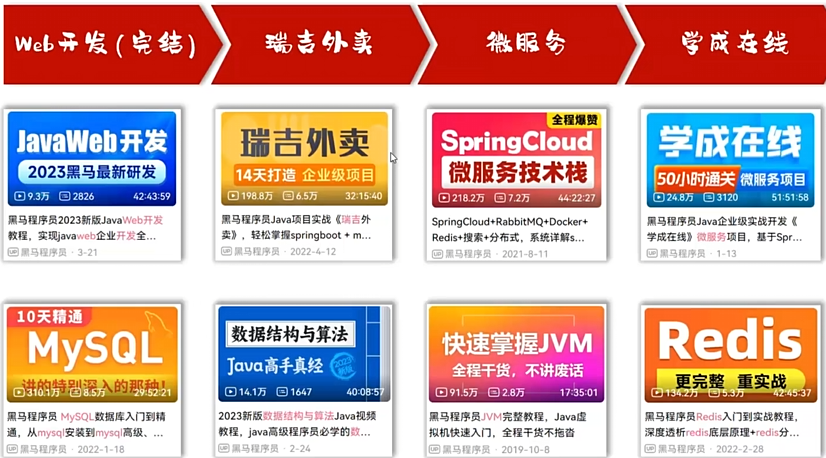 Web开发(完结)
瑞吉外卖
微服务
学成在线
JavaWeb开发
2023黑马最新研发
9.3万 2826 42:43:59
黑马程序员2023新版JavaWeb开发
教程，实现javaweb企业开发全...
UP 黑马程序员 · 3-21
瑞吉外卖
14天打造 企业级项目
198.8万 6.5万 32:15:40
黑马程序员Java项目实战《瑞吉外
卖》，轻松掌握springboot + m...
UP 黑马程序员 · 2022-4-12
全程爆赞
SpringCloud
微服务技术栈
218.2万 7.2万 44:22:27
SpringCloud+RabbitMQ+Docker+
Redis+搜索+分布式，系统详解s...
UP 黑马程序员 · 2021-8-11
学成在线
50小时通关 微服务项目
24.8万 3120 51:51:58
黑马程序员Java企业级实战开发《
学成在线》微服务项目，基于Spr...
UP 黑马程序员 · 1-13
10天精通
MySQL
讲的特别深入的那种!
310.1万 8.5万 29:52:21
黑马程序员 MySQL数据库入门到精
通，从mysql安装到mysql高级、...
UP 黑马程序员 · 2022-1-18
数据结构与算法
Java高手真经
2023新版
14.1万 1647 40:08:57
2023新版数据结构与算法Java视频
教程，java高级程序员必学的数...
UP 黑马程序员 · 2-24
快速掌握JVM
全程干货，不讲废话
91.5万 2.8万 17:35:01
黑马程序员JVM完整教程，Java虚
拟机快速入门，全程干货不拖沓
UP 黑马程序员 · 2019-10-8
Redis
更完整 重实战
134.2万 5.3万 42:45:37
黑马程序员Redis入门到实战教程，
深度透析redis底层原理+redis分...
UP 黑马程序员 · 2022-2-28